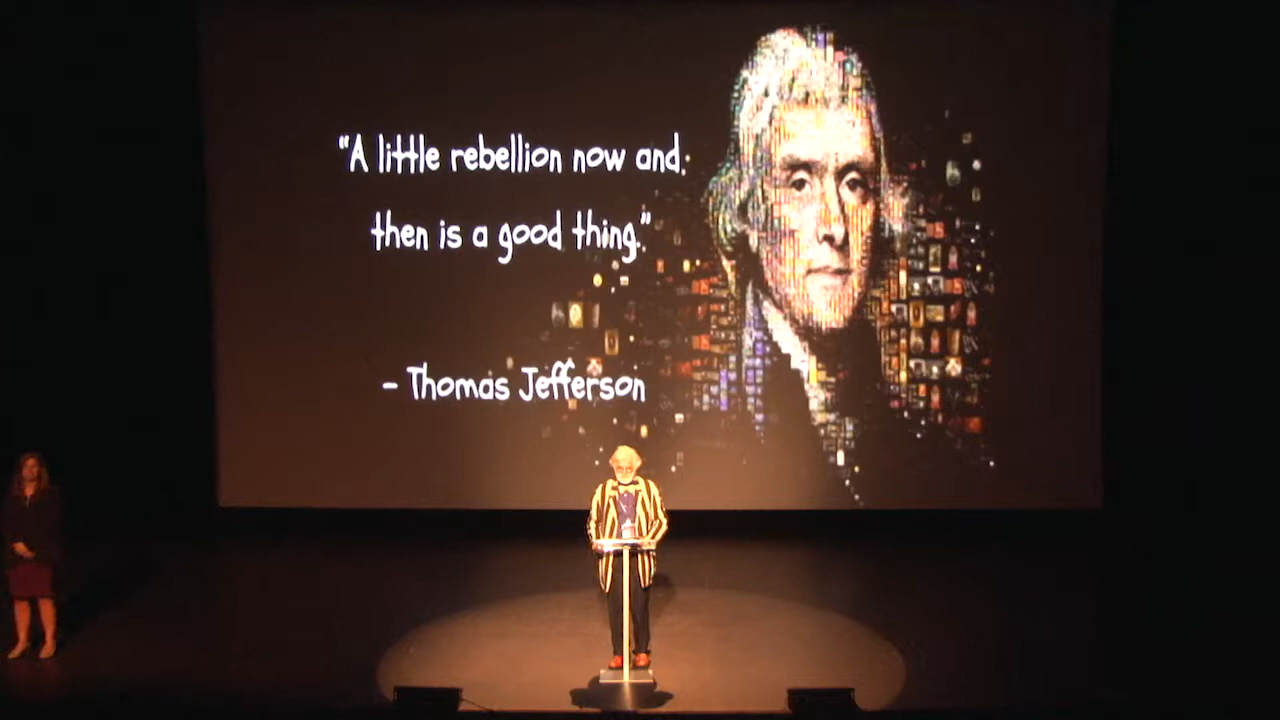 "A little rebellion now and
then is a good thing."
- Thomas Jefferson